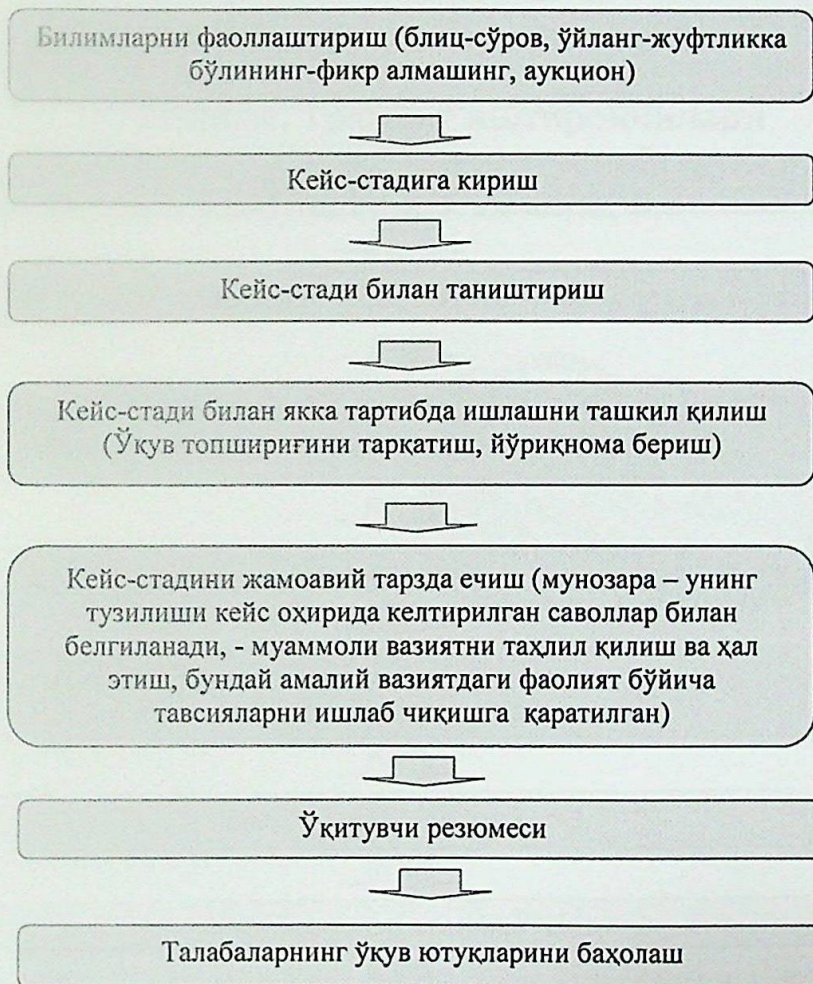 Билимларни фаоллаштириш (блиц-сўров, ўйланг-жуфтликка
бўлининг-фикр алмашинг, аукцион)
Кейс-стадига кириш
Кейс-стади билан таништириш
Кейс-стади билан якка тартибда ишлашни ташкил қилиш
(Ўқув топшириғини тарқатиш, йўриқнома бериш)
Кейс-стадини жамоавий тарзда ечиш (мунозара – унинг
тузилиши кейс охирида келтирилган саволлар билан
белгиланади, - муаммоли вазиятни таҳлил қилиш ва ҳал
этиш, бундай амалий вазиятдаги фаолият бўйича
тавсияларни ишлаб чиқишга қаратилган)
Ўқитувчи резюмеси
Талабаларнинг ўқув ютуқларини баҳолаш